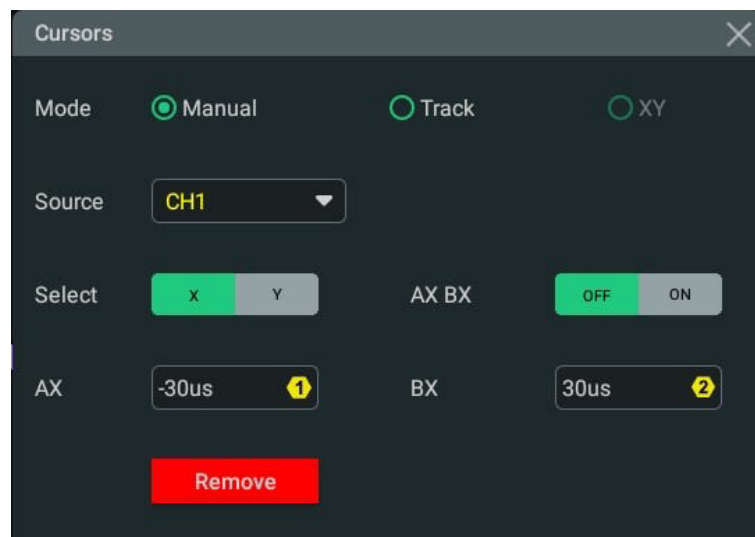 Cursors
Mode Manual Track XY
Source CH1
Select X Y AX BX OFF ON
AX -30us 1 BX 30us 2
Remove